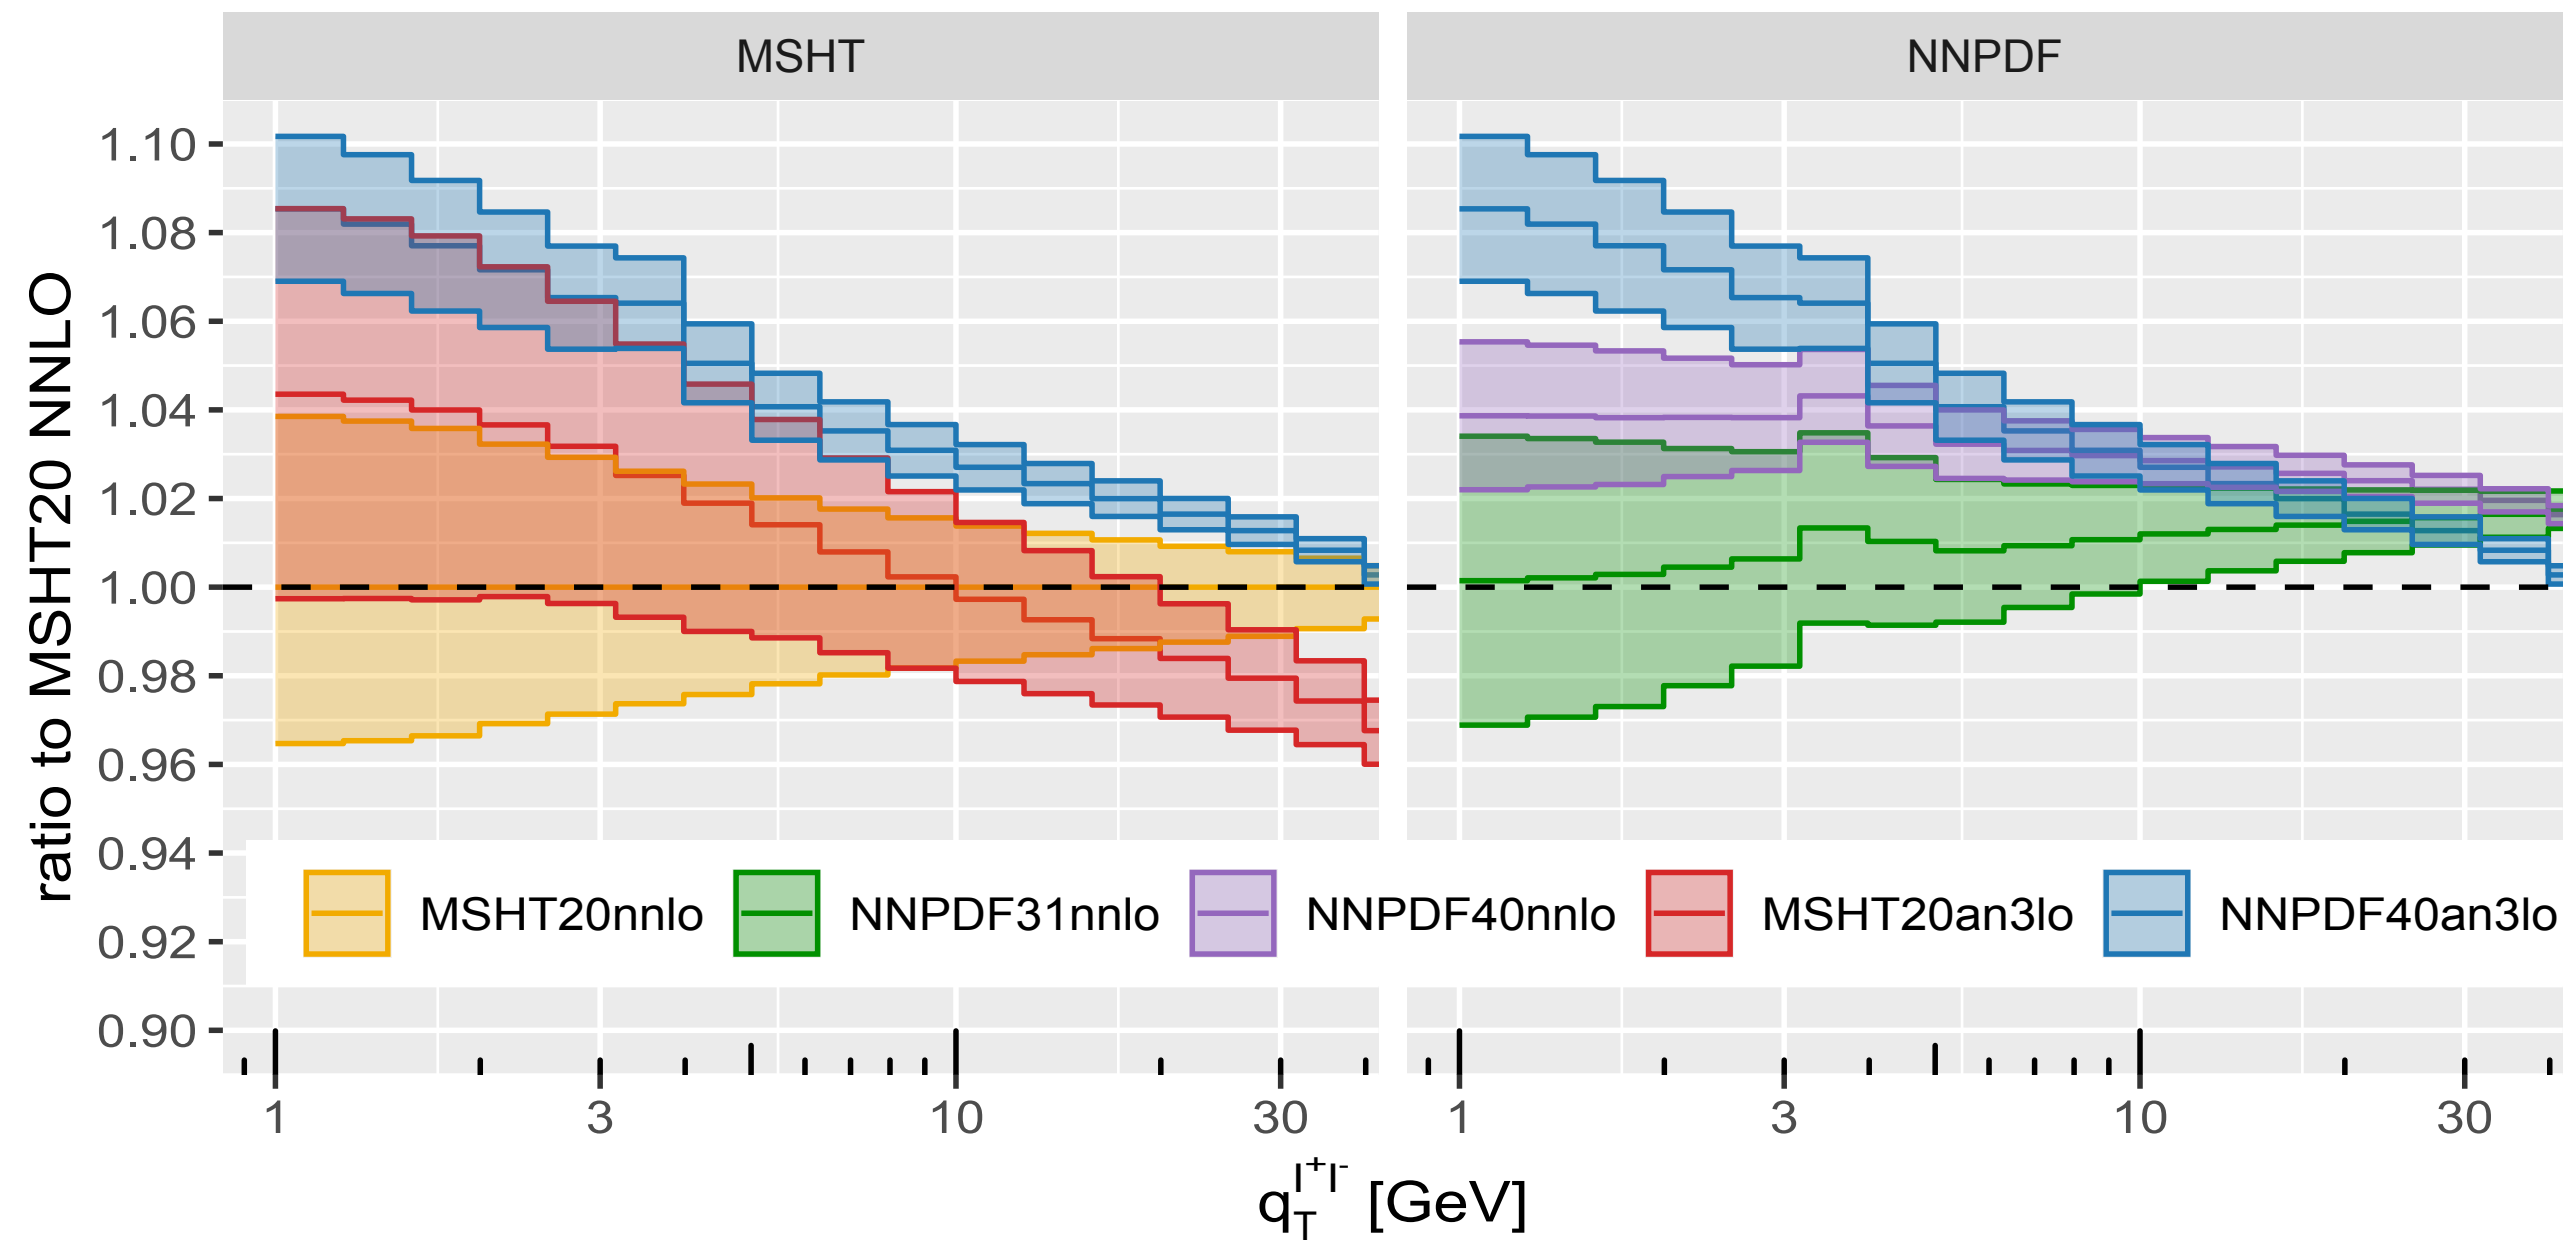 MSHT NNPDF
ratio to MSHT20 NNLO
1.10
1.08
1.06
1.04
1.02
1.00
0.98
0.96
0.94
0.92
0.90
MSHT20nnlo NNPDF31nnlo NNPDF40nnlo MSHT20an3lo NNPDF40an3lo
1 3 10 30 1 3 10 30
q_T^{l^+l^-} [GeV]